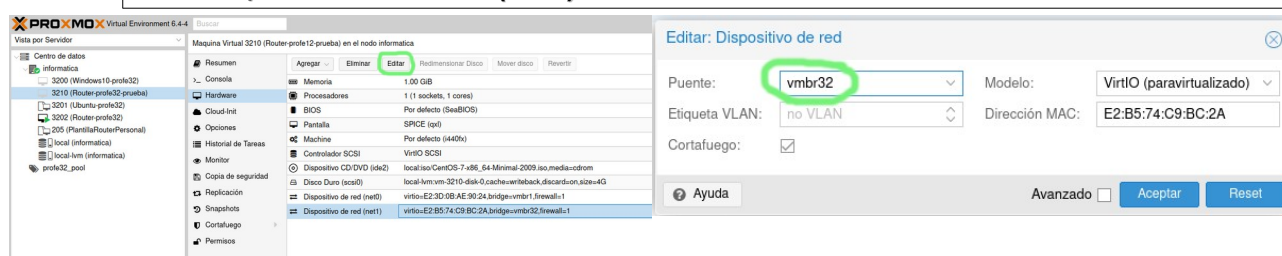 PROXMOX Virtual Environment 6.4-4
Buscar
Vista por Servidor
Centro de datos
informatica
3200 (Windows10-profe32)
3210 (Router-profe32-prueba)
3201 (Ubuntu-profe32)
3202 (Router-profe32)
205 (PlantillaRouterPersonal)
local (informatica)
local-lvm (informatica)
profe32_pool
Maquina Virtual 3210 (Router-profe12-prueba) en el nodo informatica
Resumen
Consola
Hardware
Cloud-Init
Opciones
Historial de Tareas
Monitor
Copia de seguridad
Replicación
Snapshots
Cortafuego
Permisos
Agregar Eliminar Editar Redimensionar Disco Mover disco Revertir
Memoria 1.00 GiB
Procesadores 1 (1 sockets, 1 cores)
BIOS Por defecto (SeaBIOS)
Pantalla SPICE (qxl)
Machine Por defecto (i440fx)
Controlador SCSI VirtIO SCSI
Dispositivo CD/DVD (ide2) local:iso/CentOS-7-x86_64-Minimal-2009.iso,media=cdrom
Disco Duro (scsi0) local-lvm:vm-3210-disk-0,cache=writeback,discard=on,size=4G
Dispositivo de red (net0) virtio=E2:3D:0B:AE:90:24,bridge=vmbr1,firewall=1
Dispositivo de red (net1) virtio=E2:B5:74:C9:BC:2A,bridge=vmbr32,firewall=1
Editar: Dispositivo de red
Puente: vmbr32 Modelo: VirtIO (paravirtualizado)
Etiqueta VLAN: no VLAN Dirección MAC: E2:B5:74:C9:BC:2A
Cortafuego:
Ayuda Avanzado Aceptar Reset